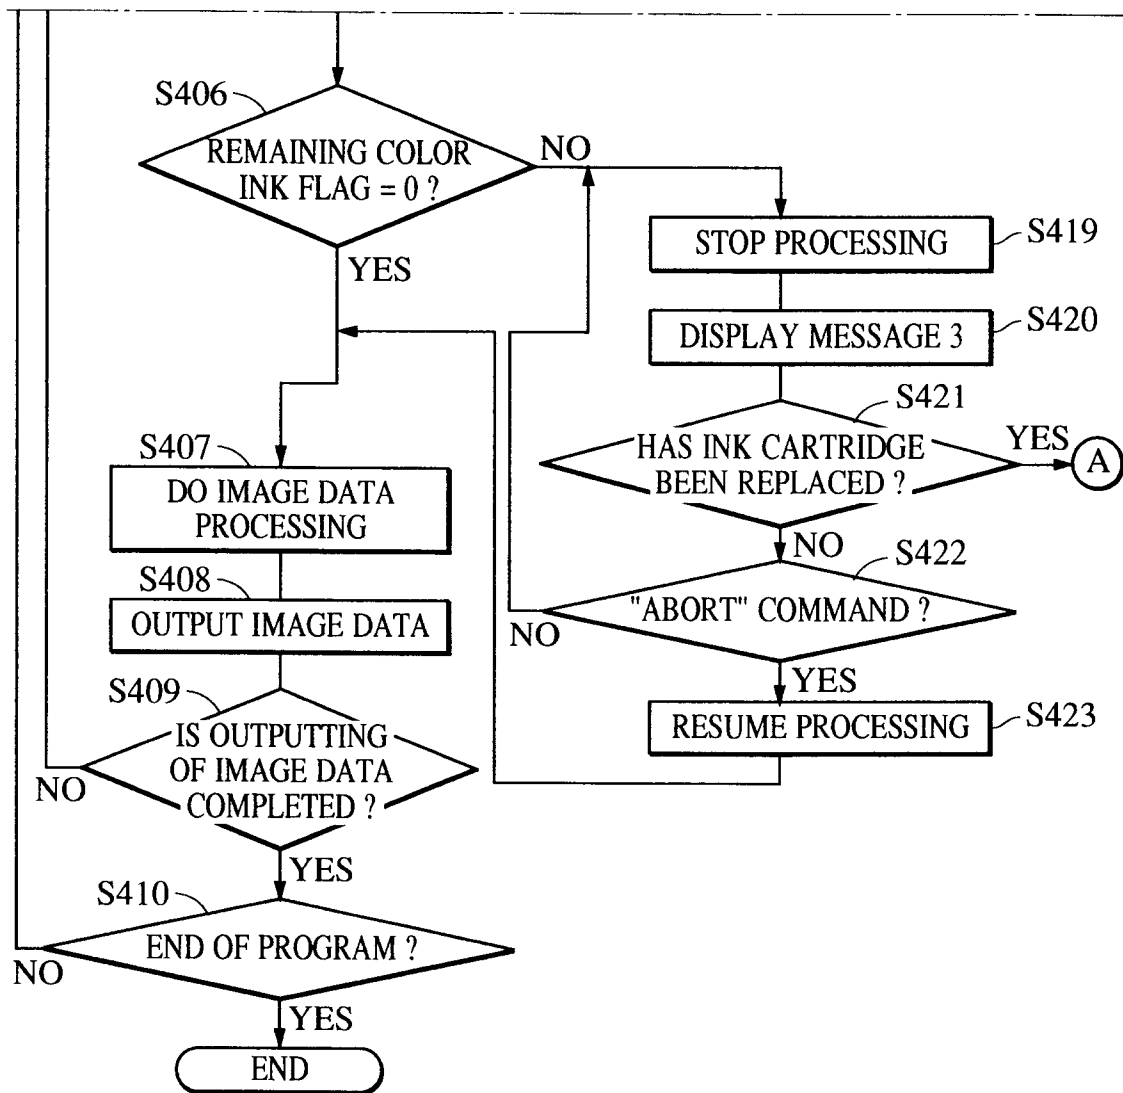 S406
REMAINING COLOR
INK FLAG = 0 ?
NO
YES
STOP PROCESSING
S419
DISPLAY MESSAGE 3
S420
S421
HAS INK CARTRIDGE
BEEN REPLACED ?
YES
A
NO
S422
"ABORT" COMMAND ?
NO
YES
RESUME PROCESSING
S423
S407
DO IMAGE DATA
PROCESSING
S408
OUTPUT IMAGE DATA
S409
IS OUTPUTTING
OF IMAGE DATA
COMPLETED ?
NO
YES
S410
END OF PROGRAM ?
NO
YES
END